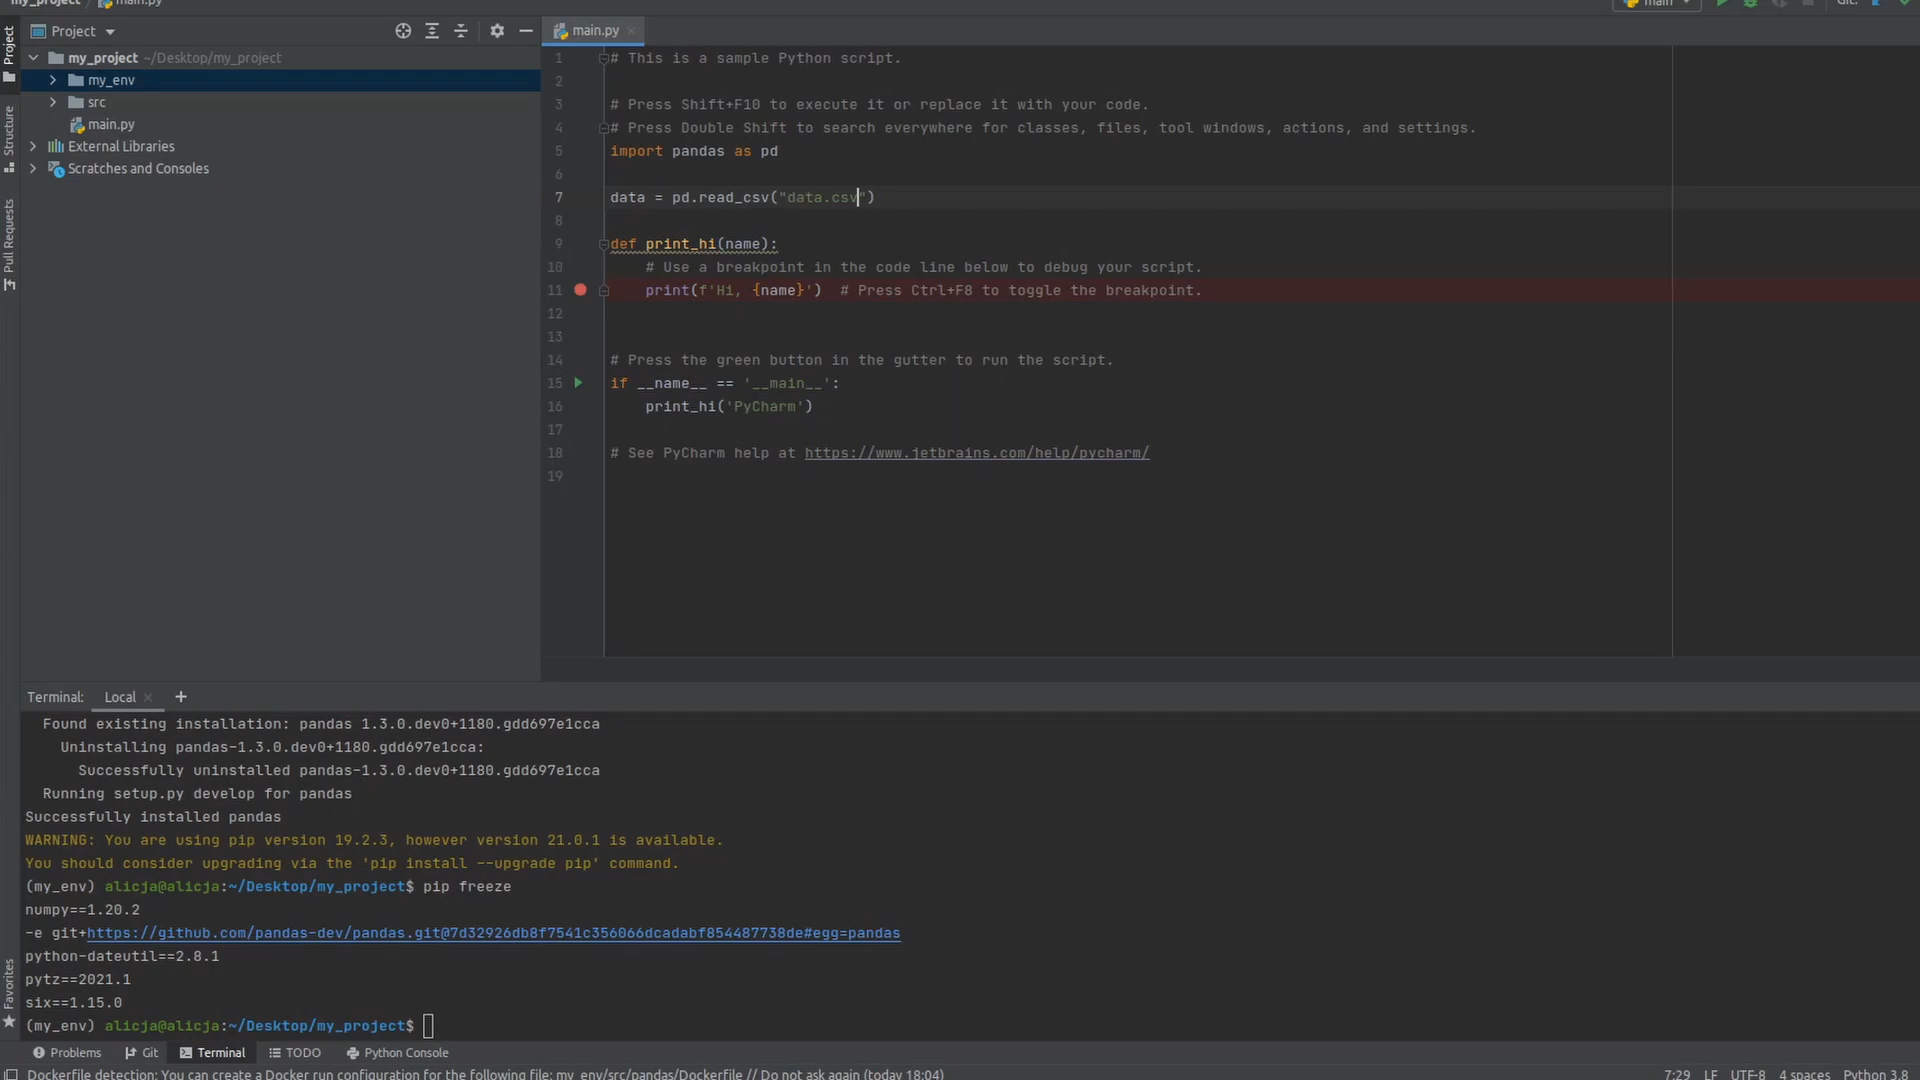 my_project main.py
main
Git:
Project
main.py
my_project ~/Desktop/my_project
my_env
src
main.py
External Libraries
Scratches and Consoles
Project
Structure
Pull Requests
Favorites
1 # This is a sample Python script.
2
3 # Press Shift+F10 to execute it or replace it with your code.
4 # Press Double Shift to search everywhere for classes, files, tool windows, actions, and settings.
5 import pandas as pd
6
7 data = pd.read_csv("data.csv")
8
9 def print_hi(name):
10 # Use a breakpoint in the code line below to debug your script.
11 print(f'Hi, {name}') # Press Ctrl+F8 to toggle the breakpoint.
12
13
14 # Press the green button in the gutter to run the script.
15 if __name__ == '__main__':
16 print_hi('PyCharm')
17
18 # See PyCharm help at https://www.jetbrains.com/help/pycharm/
19
Terminal: Local
Found existing installation: pandas 1.3.0.dev0+1180.gdd697e1cca
Uninstalling pandas-1.3.0.dev0+1180.gdd697e1cca:
Successfully uninstalled pandas-1.3.0.dev0+1180.gdd697e1cca
Running setup.py develop for pandas
Successfully installed pandas
WARNING: You are using pip version 19.2.3, however version 21.0.1 is available.
You should consider upgrading via the 'pip install --upgrade pip' command.
(my_env) alicja@alicja:~/Desktop/my_project$ pip freeze
numpy==1.20.2
-e git+https://github.com/pandas-dev/pandas.git@7d32926db8f7541c356066dcadabf854487738de#egg=pandas
python-dateutil==2.8.1
pytz==2021.1
six==1.15.0
(my_env) alicja@alicja:~/Desktop/my_project$
Problems Git Terminal TODO Python Console
Dockerfile detection: You can create a Docker run configuration for the following file: my_env/src/pandas/Dockerfile // Do not ask again (today 18:04)
7:29 LF UTF-8 4 spaces Python 3.8